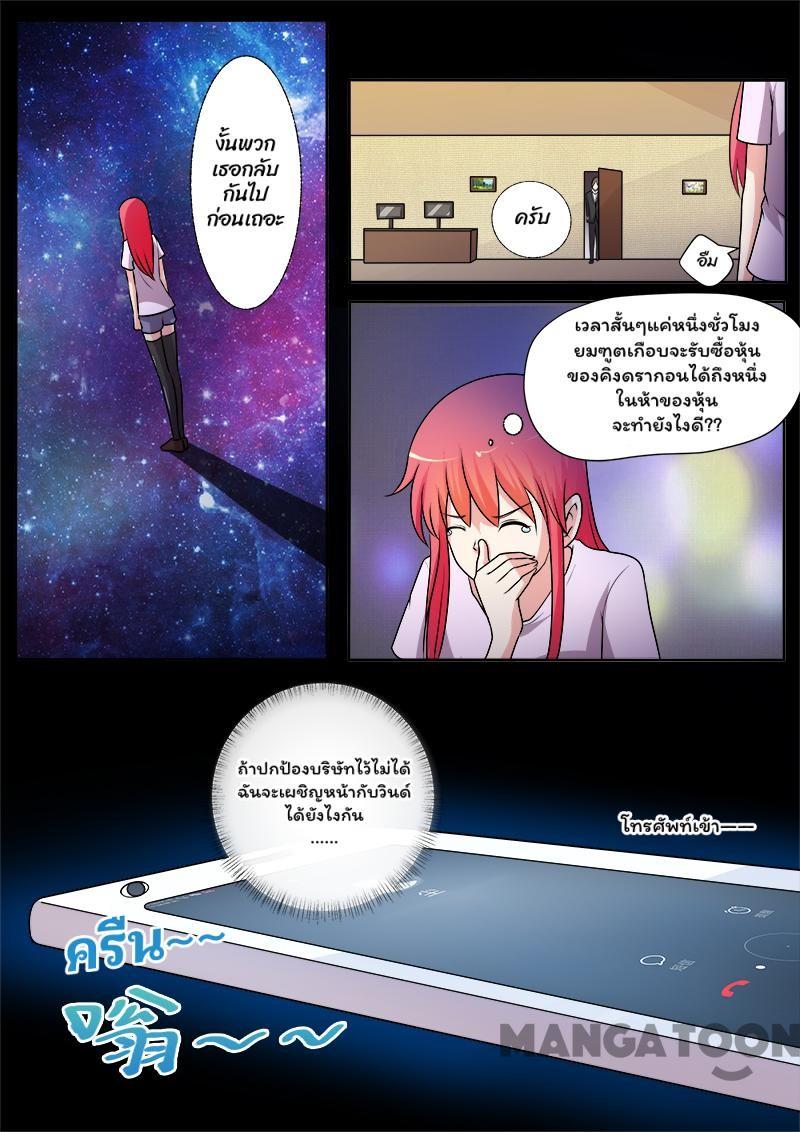 งั้นพวก
เธอกลับ
กันไป
ก่อนเถอะ
ครับ
อืม
เวลาสั้นๆแค่หนึ่งชั่วโมง
ยมฑูตเกือบจะรับซื้อหุ้น
ของคิงดรากอนได้ถึงหนึ่ง
ในห้าของหุ้น
จะทำยังไงดี??
ถ้าปกป้องบริษัทไว้ไม่ได้
ฉันจะเผชิญหน้ากับวินด์
ได้ยังไงกัน
......
โทรศัพท์เข้า——
ครืน~~
嗡~~
MANGATOON